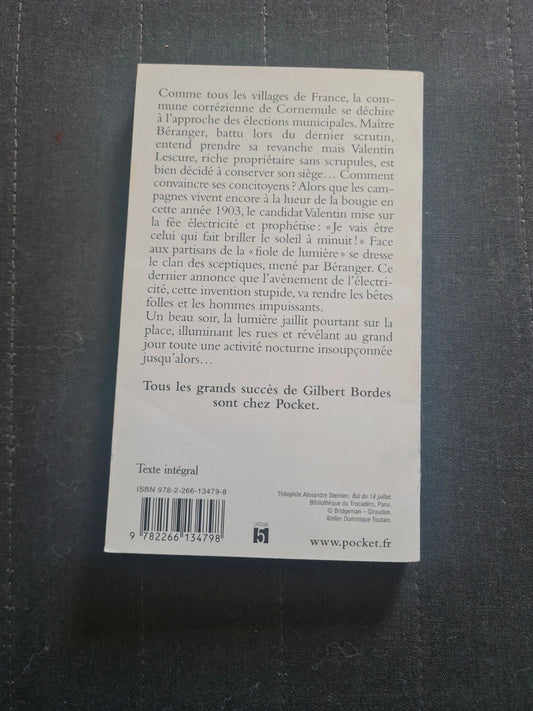 Comme tous les villages de France, la com-
mune corrézienne de Cornemule se déchire
à l'approche des élections municipales. Maître
Béranger, battu lors du dernier scrutin,
entend prendre sa revanche mais Valentin
Lescure, riche propriétaire sans scrupules, est
bien décidé à conserver son siège... Comment
convaincre ses concitoyens ? Alors que les cam-
pagnes vivent encore à la lueur de la bougie en
cette année 1903, le candidat Valentin mise sur
la fée électricité et prophétise : « Je vais être
celui qui fait briller le soleil à minuit ! » Face
aux partisans de la « fiole de lumière » se dresse
le clan des sceptiques, mené par Béranger. Ce
dernier annonce que l'avènement de l'électri-
cité, cette invention stupide, va rendre les bêtes
folles et les hommes impuissants.
Un beau soir, la lumière jaillit pourtant sur la
place, illuminant les rues et révélant au grand
jour toute une activité nocturne insoupçonnée
jusqu'alors...
Tous les grands succès de Gilbert Bordes
sont chez Pocket.
Texte intégral
ISBN 978-2-266-13479-8
9 782266 134798
CATÉGORIE
5
Théophile Alexandre Steinlen, Bal du 14 juillet.
Bibliothèque du Trocadéro, Paris.
© Bridgeman – Giraudon.
Atelier Dominique Toutain.
www.pocket.fr